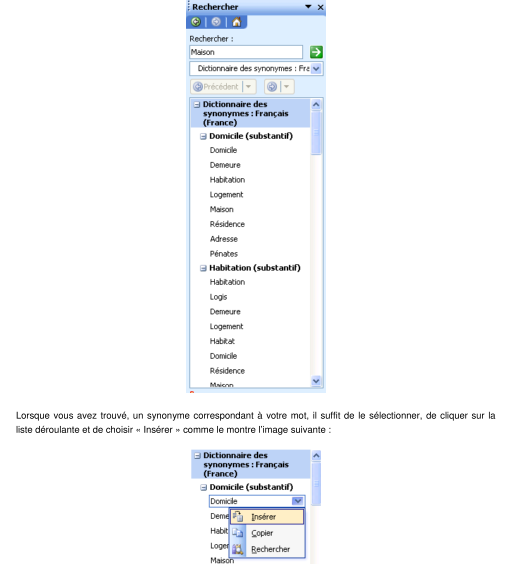 Rechercher
Rechercher :
Maison
Dictionnaire des synonymes : Fra
Précédent
Dictionnaire des
synonymes : Français
(France)
Domicile (substantif)
Domicile
Demeure
Habitation
Logement
Maison
Résidence
Adresse
Pénates
Habitation (substantif)
Habitation
Logis
Demeure
Logement
Habitat
Domicile
Résidence
Maison
Lorsque vous avez trouvé, un synonyme correspondant à votre mot, il suffit de le sélectionner, de cliquer sur la
liste déroulante et de choisir « Insérer » comme le montre l'image suivante :
Dictionnaire des
synonymes : Français
(France)
Domicile (substantif)
Domicile
Deme
Insérer
Habit
Copier
Loger
Rechercher
Maison